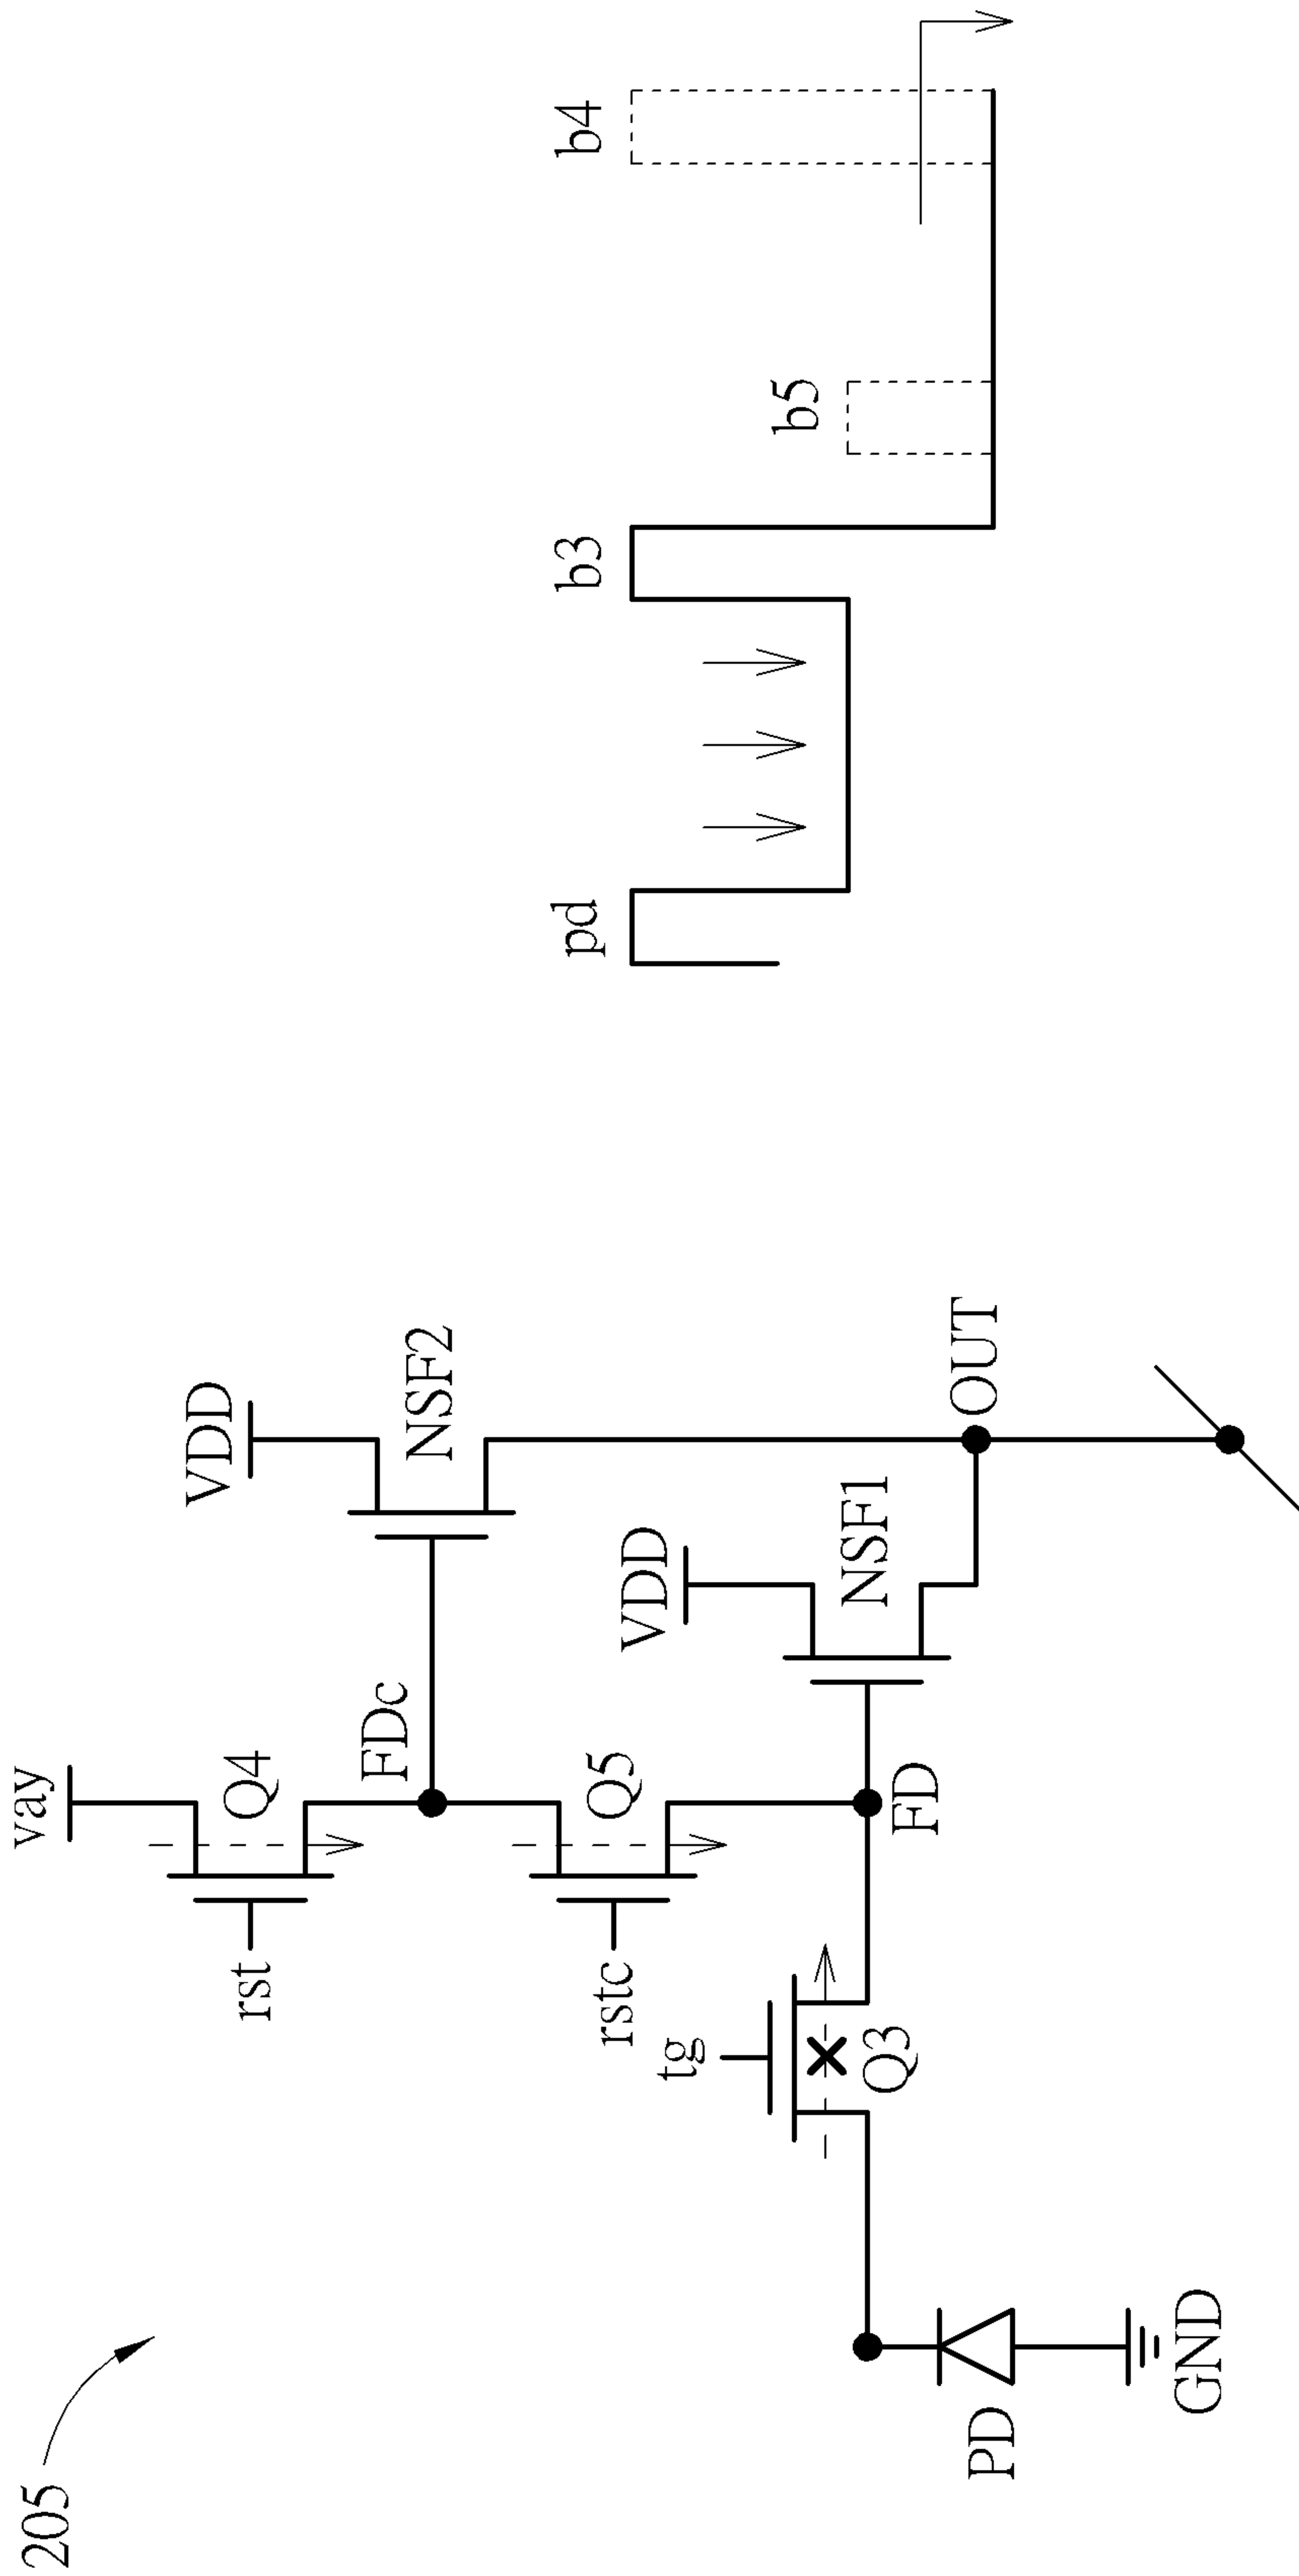 205
vay
rst
Q4
VDD
FDc
NSF2
rstc
Q5
VDD
tg
Q3
FD
NSF1
OUT
PD
GND
pd
b3
b5
b4